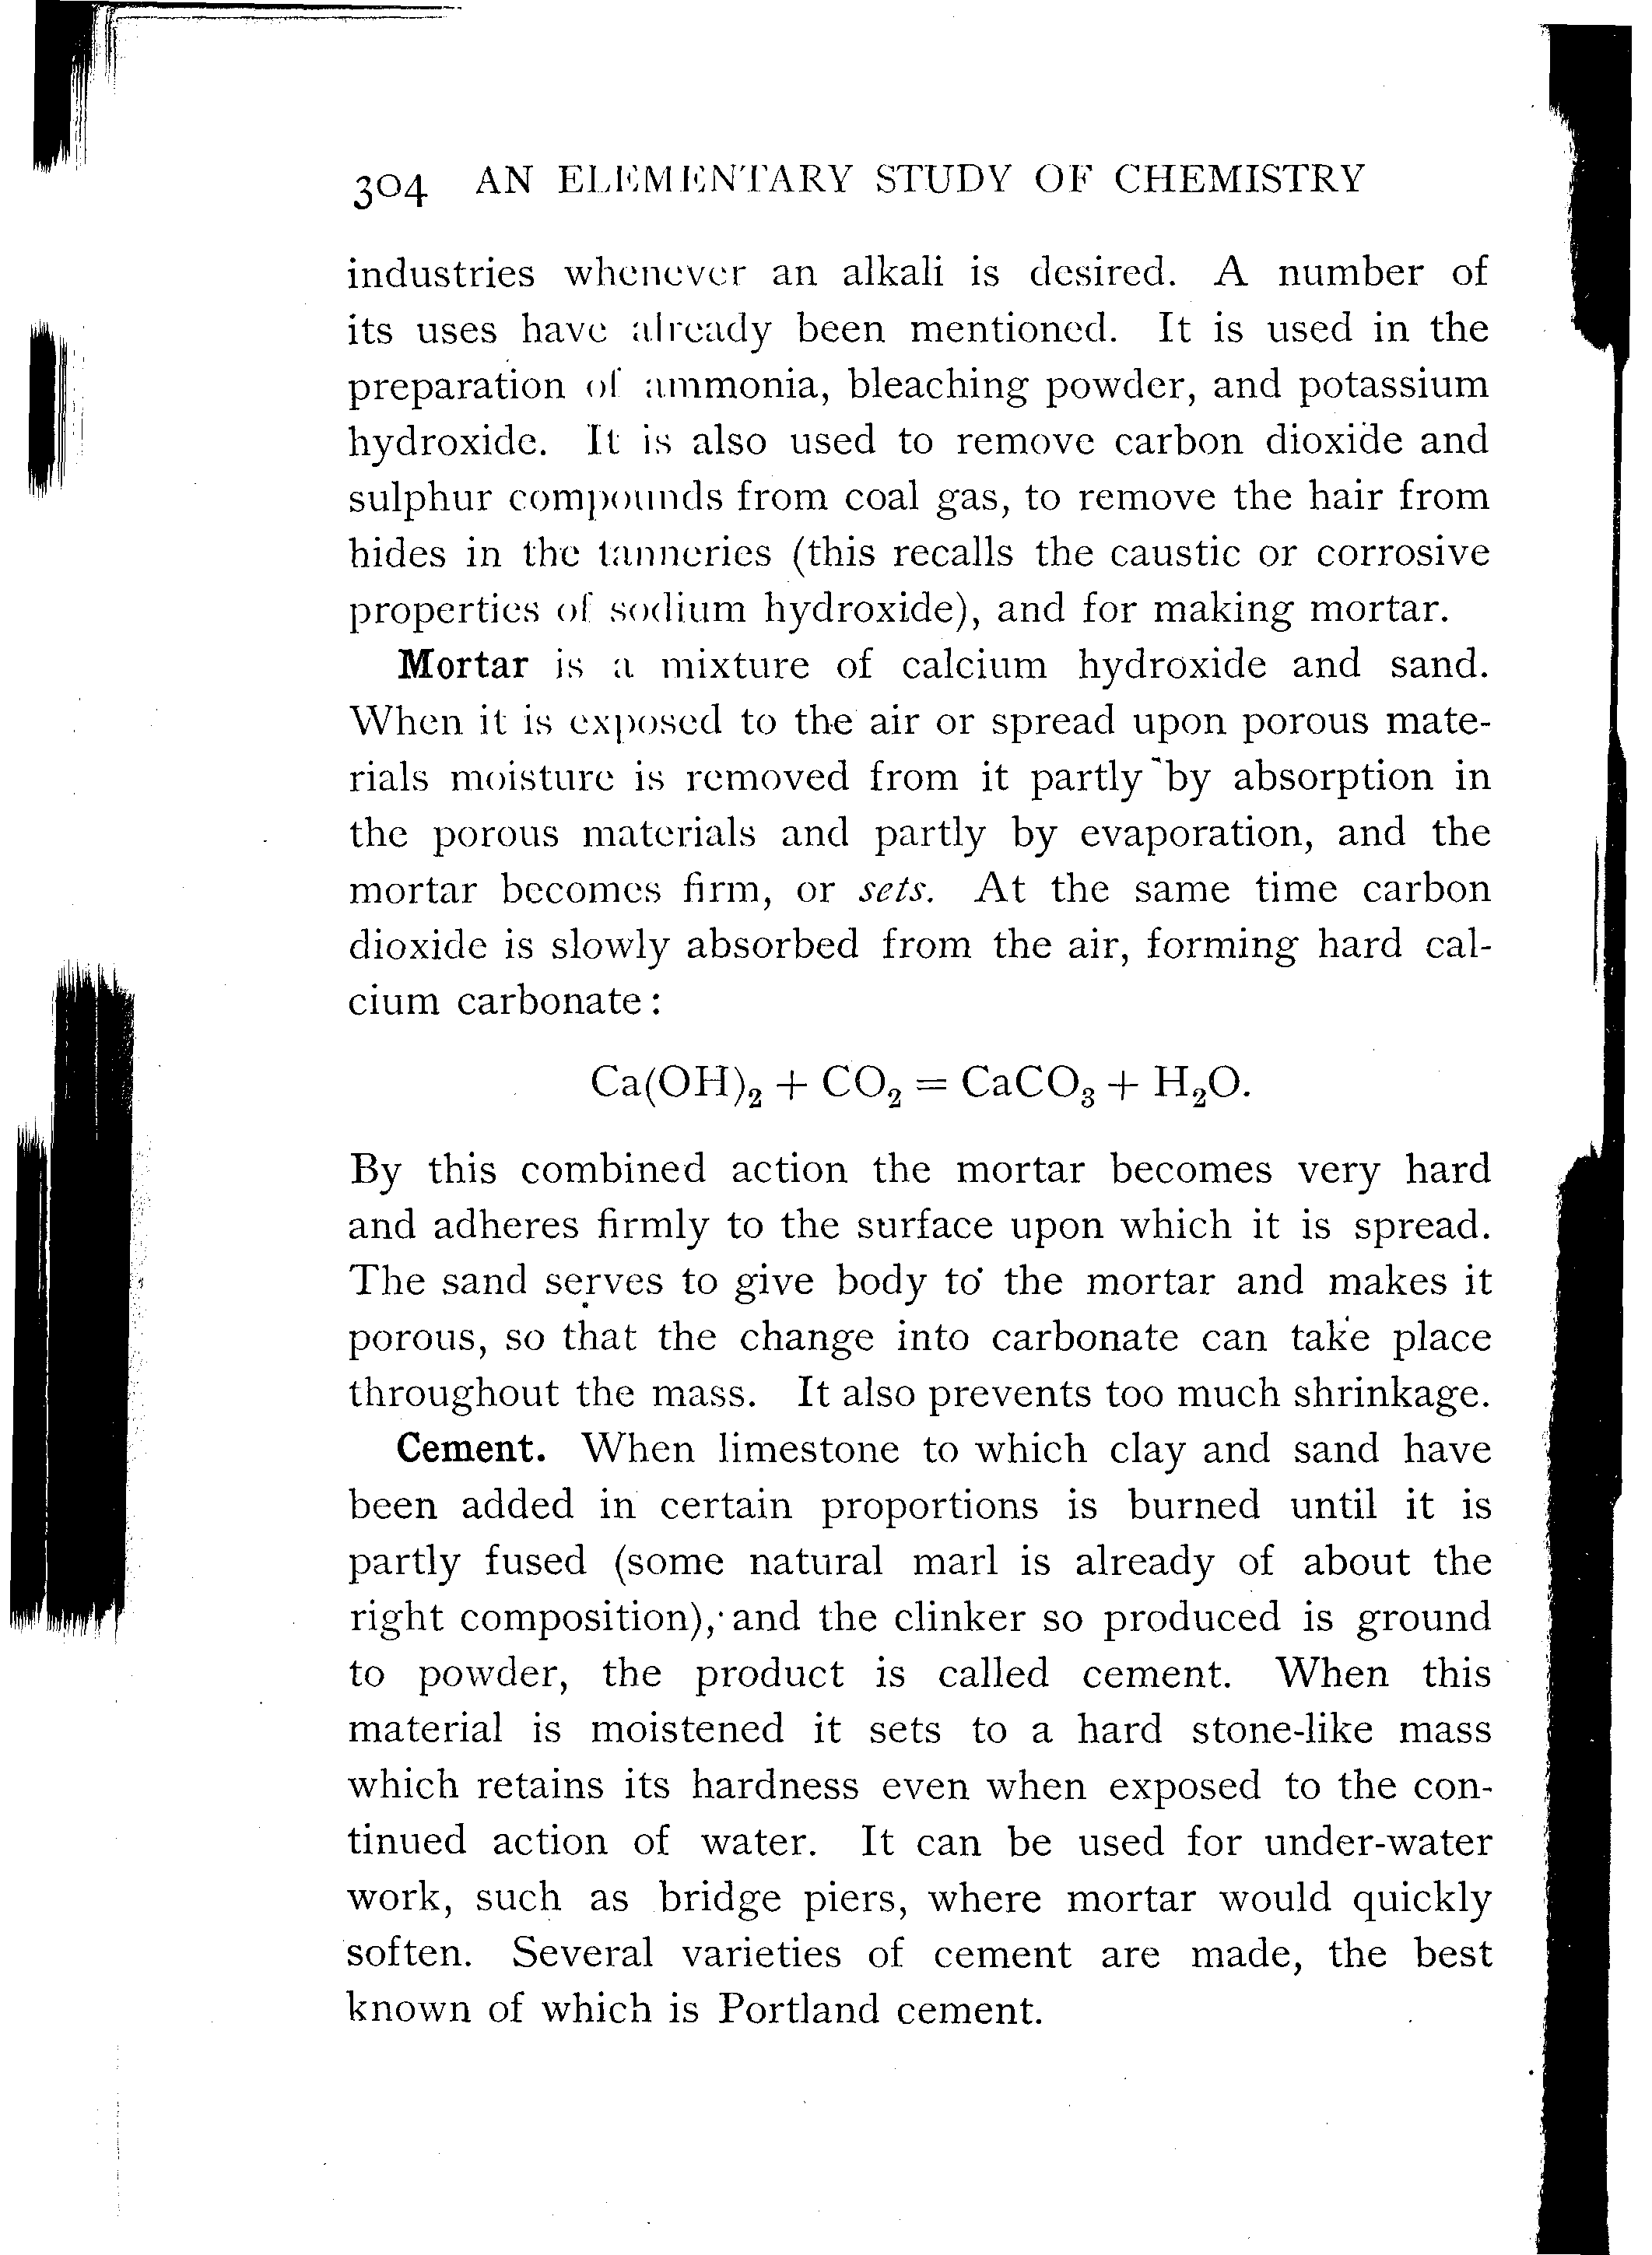 304 AN ELEMENTARY STUDY OF CHEMISTRY
industries whenever an alkali is desired. A number of
its uses have already been mentioned. It is used in the
preparation of ammonia, bleaching powder, and potassium
hydroxide. It is also used to remove carbon dioxide and
sulphur compounds from coal gas, to remove the hair from
hides in the tanneries (this recalls the caustic or corrosive
properties of sodium hydroxide), and for making mortar.
Mortar is a mixture of calcium hydroxide and sand.
When it is exposed to the air or spread upon porous mate-
rials moisture is removed from it partly by absorption in
the porous materials and partly by evaporation, and the
mortar becomes firm, or sets. At the same time carbon
dioxide is slowly absorbed from the air, forming hard cal-
cium carbonate:
Ca(OH)₂ + CO₂ = CaCO₃ + H₂O.
By this combined action the mortar becomes very hard
and adheres firmly to the surface upon which it is spread.
The sand serves to give body to the mortar and makes it
porous, so that the change into carbonate can take place
throughout the mass. It also prevents too much shrinkage.
Cement. When limestone to which clay and sand have
been added in certain proportions is burned until it is
partly fused (some natural marl is already of about the
right composition), and the clinker so produced is ground
to powder, the product is called cement. When this
material is moistened it sets to a hard stone-like mass
which retains its hardness even when exposed to the con-
tinued action of water. It can be used for under-water
work, such as bridge piers, where mortar would quickly
soften. Several varieties of cement are made, the best
known of which is Portland cement.